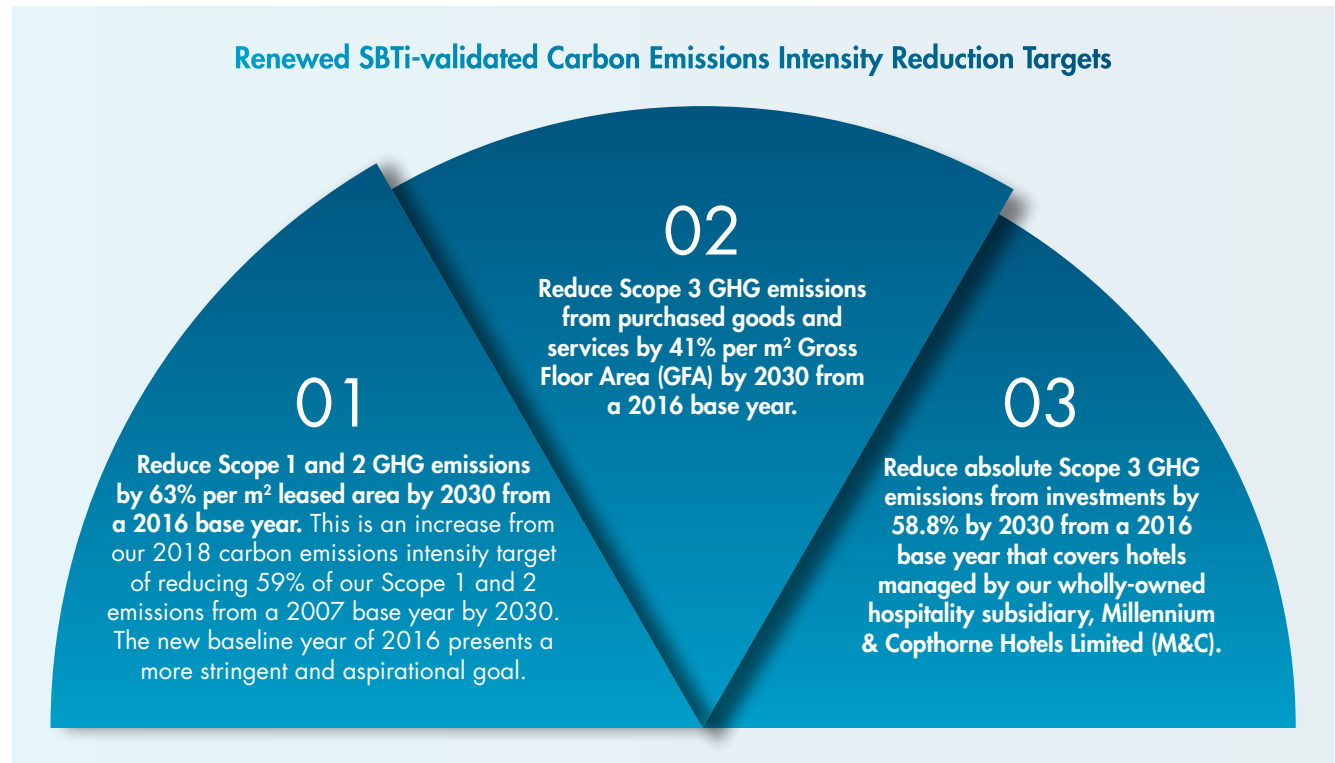 Renewed SBTi-validated Carbon Emissions Intensity Reduction Targets
01
Reduce Scope 1 and 2 GHG emissions
by 63% per m² leased area by 2030 from
a 2016 base year. This is an increase from
our 2018 carbon emissions intensity target
of reducing 59% of our Scope 1 and 2
emissions from a 2007 base year by 2030.
The new baseline year of 2016 presents a
more stringent and aspirational goal.
02
Reduce Scope 3 GHG emissions
from purchased goods and
services by 41% per m² Gross
Floor Area (GFA) by 2030 from
a 2016 base year.
03
Reduce absolute Scope 3 GHG
emissions from investments by
58.8% by 2030 from a 2016
base year that covers hotels
managed by our wholly-owned
hospitality subsidiary, Millennium
& Copthorne Hotels Limited (M&C).